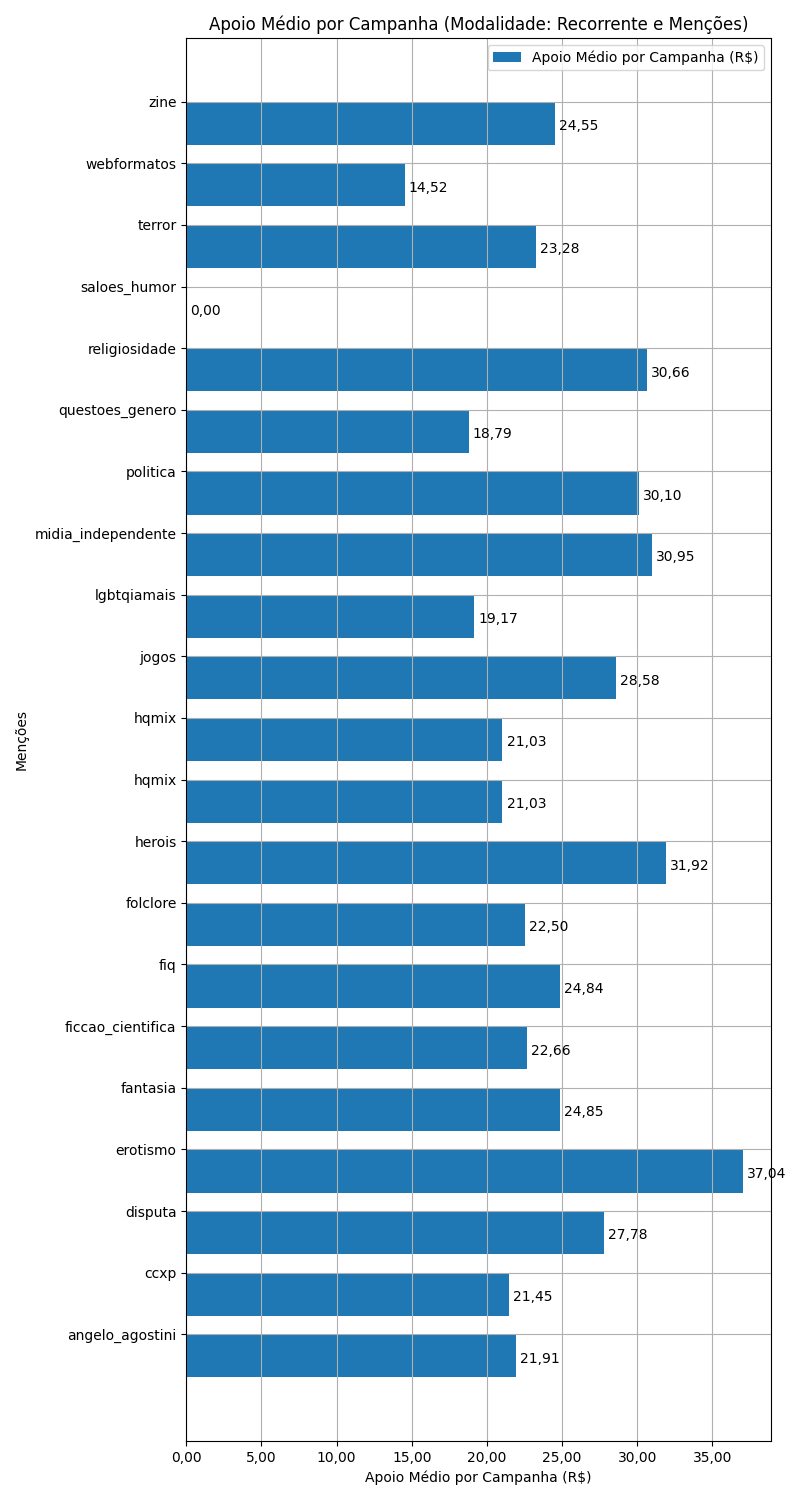 Apoio Médio por Campanha (Modalidade: Recorrente e Menções)
Apoio Médio por Campanha (R$)
zine
24,55
webformatos
14,52
terror
23,28
saloes_humor
0,00
religiosidade
30,66
questoes_genero
18,79
politica
30,10
midia_independente
30,95
lgbtqiamais
19,17
jogos
28,58
hqmix
21,03
hqmix
21,03
herois
31,92
folclore
22,50
fiq
24,84
ficcao_cientifica
22,66
fantasia
24,85
erotismo
37,04
disputa
27,78
ccxp
21,45
angelo_agostini
21,91
Menções
0,00 5,00 10,00 15,00 20,00 25,00 30,00 35,00
Apoio Médio por Campanha (R$)